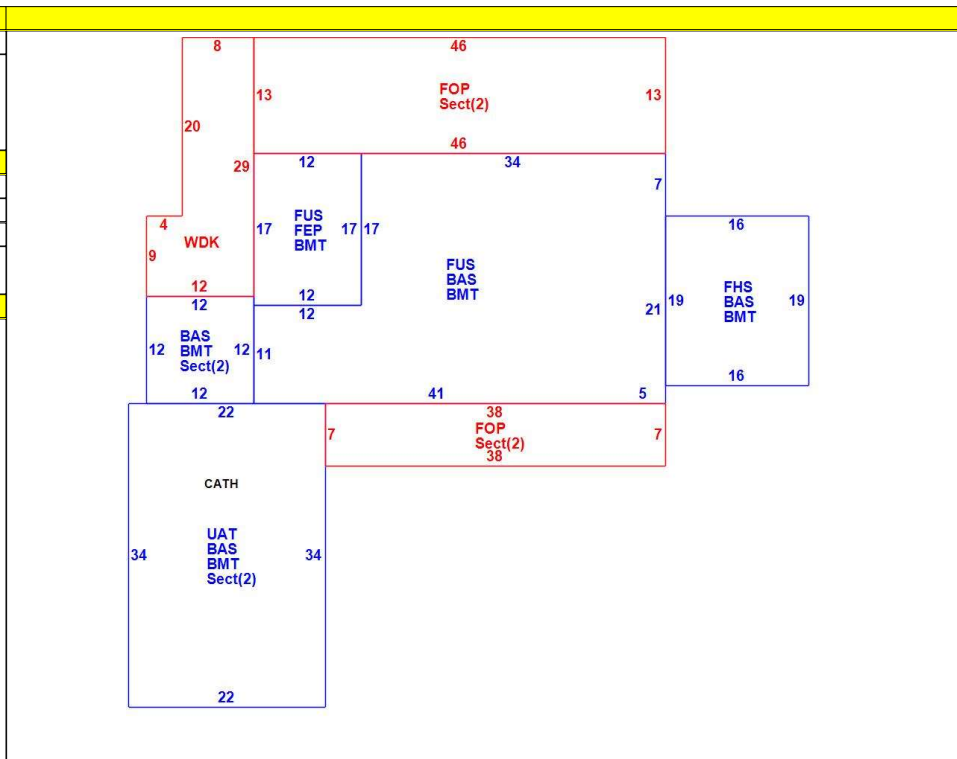 8
46
13
FOP
Sect(2)
13
20
46
29
12
34
7
4
WDK
9
17
FUS
FEP
BMT
17
17
16
12
FUS
BAS
BMT
21
19
FHS
BAS
BMT
19
12
12
12
BAS
BMT
Sect(2)
12
12
11
12
16
41
5
22
38
7
FOP
Sect(2)
7
38
CATH
34
UAT
BAS
BMT
Sect(2)
34
22